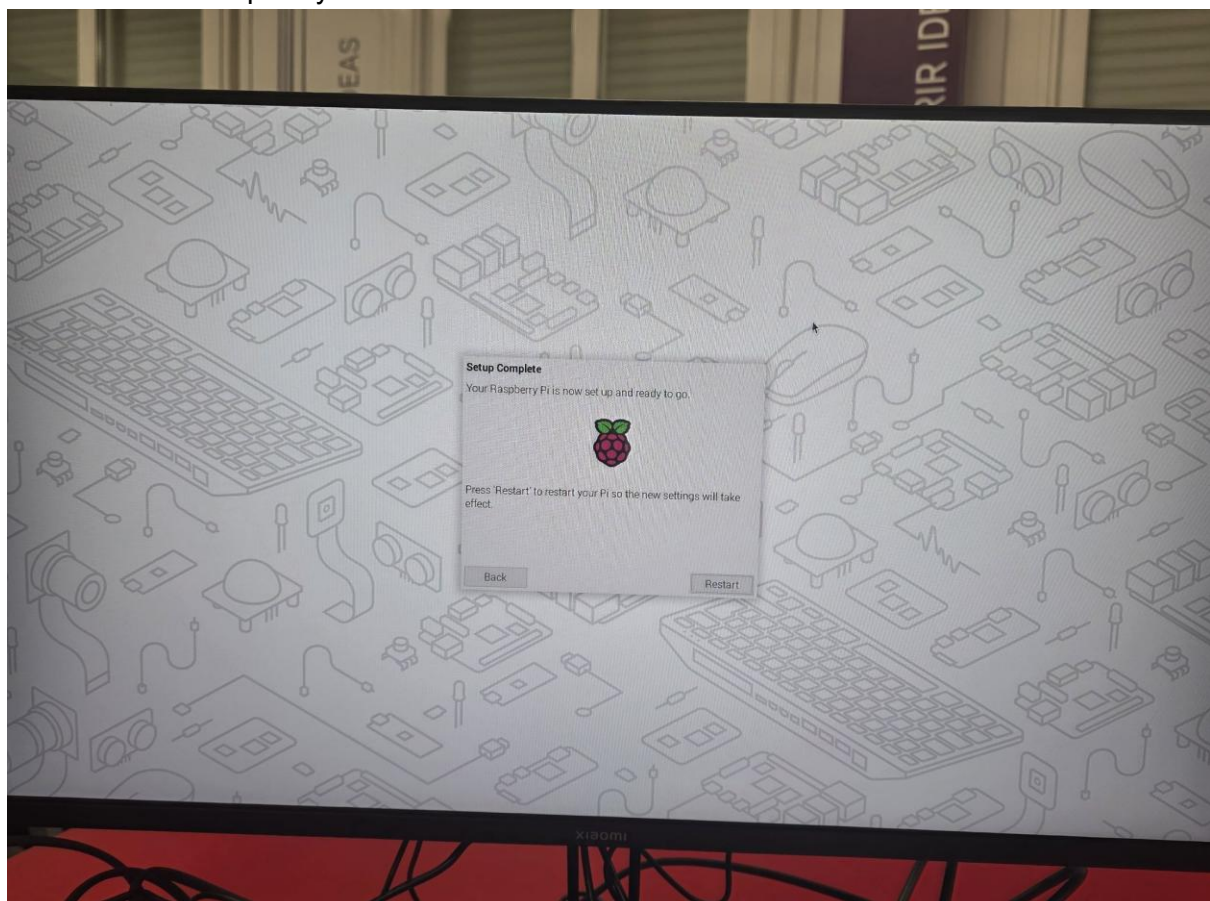 EAS
RIR IDE
Setup Complete
Your Raspberry Pi is now set up and ready to go.
Press 'Restart' to restart your Pi so the new settings will take
effect.
Back
Restart
xiaomi